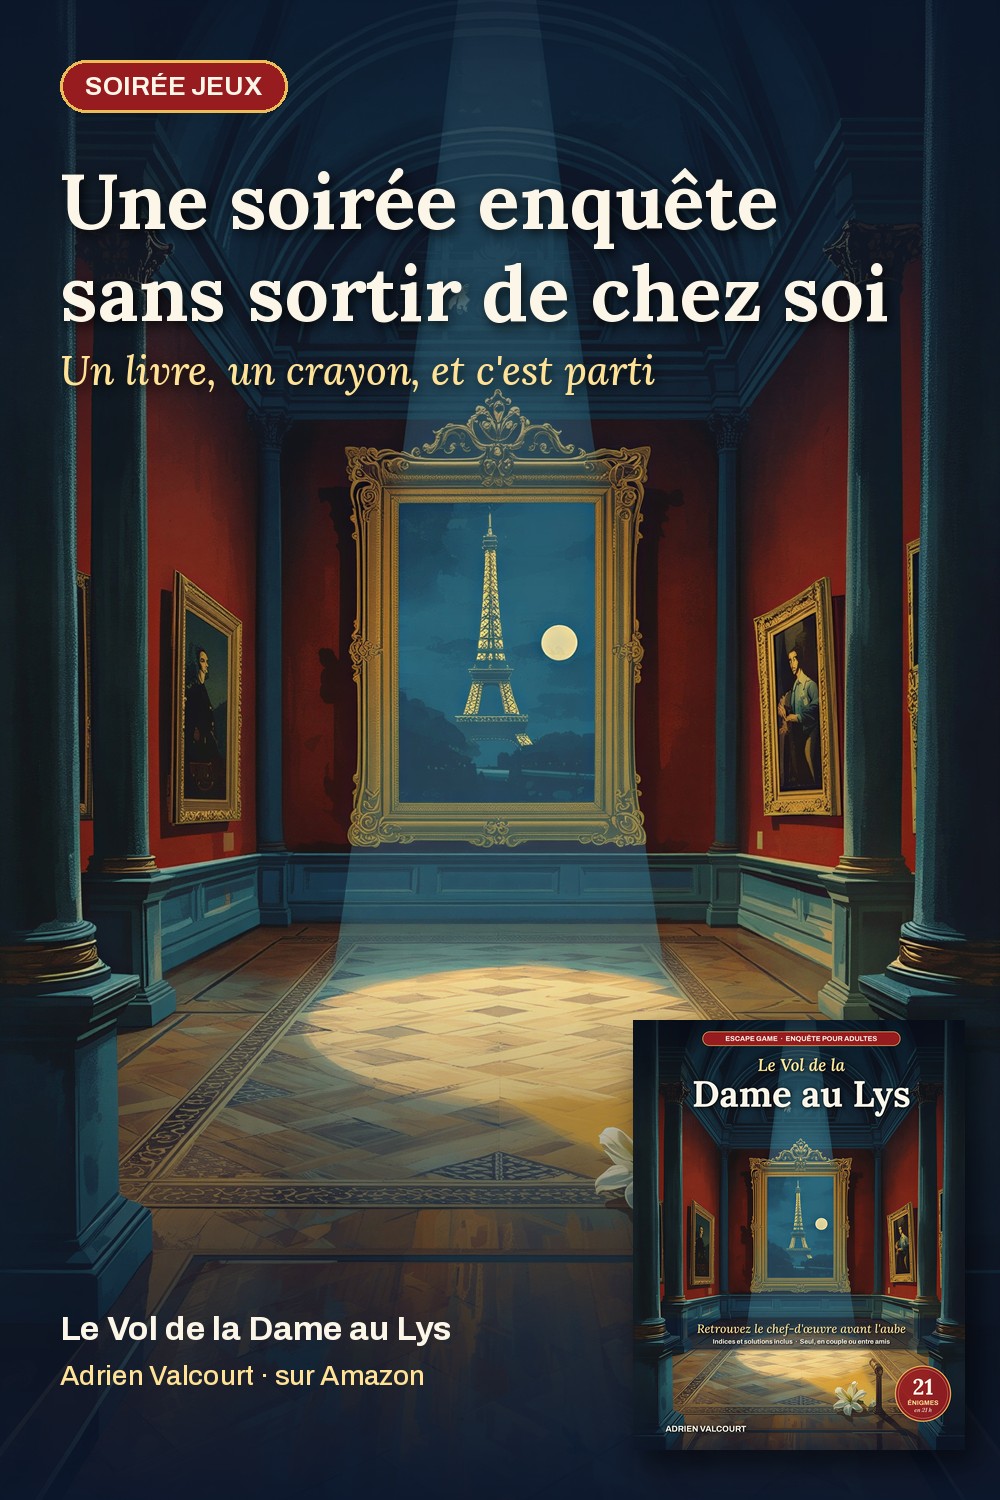 SOIRÉE JEUX
Une soirée enquête
sans sortir de chez soi
Un livre, un crayon, et c'est parti
ESCAPE GAME · ENQUÊTE POUR ADULTES
Le Vol de la
Dame au Lys
Retrouvez le chef-d'œuvre avant l'aube
Indices et solutions inclus · Seul, en couple ou entre amis
21
ÉNIGMES
en 21 h
ADRIEN VALCOURT
Le Vol de la Dame au Lys
Adrien Valcourt · sur Amazon